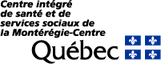 Centre intégré
de santé et de
services sociaux de
la Montérégie-Centre
Québec